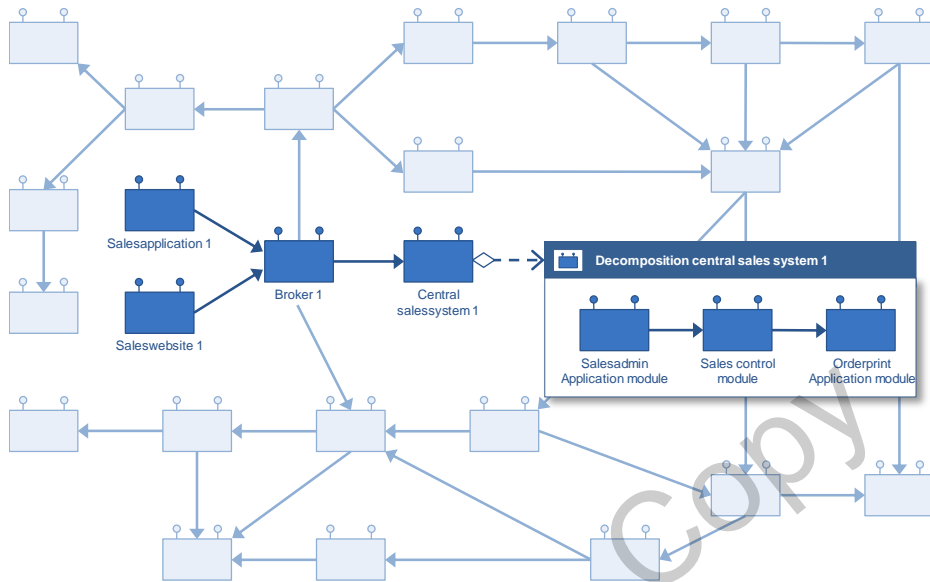 Salesapplication 1
Broker 1
Central
salessystem 1
Saleswebsite 1
Decomposition central sales system 1
Salesadmin
Application module
Sales control
module
Orderprint
Application module
Copy